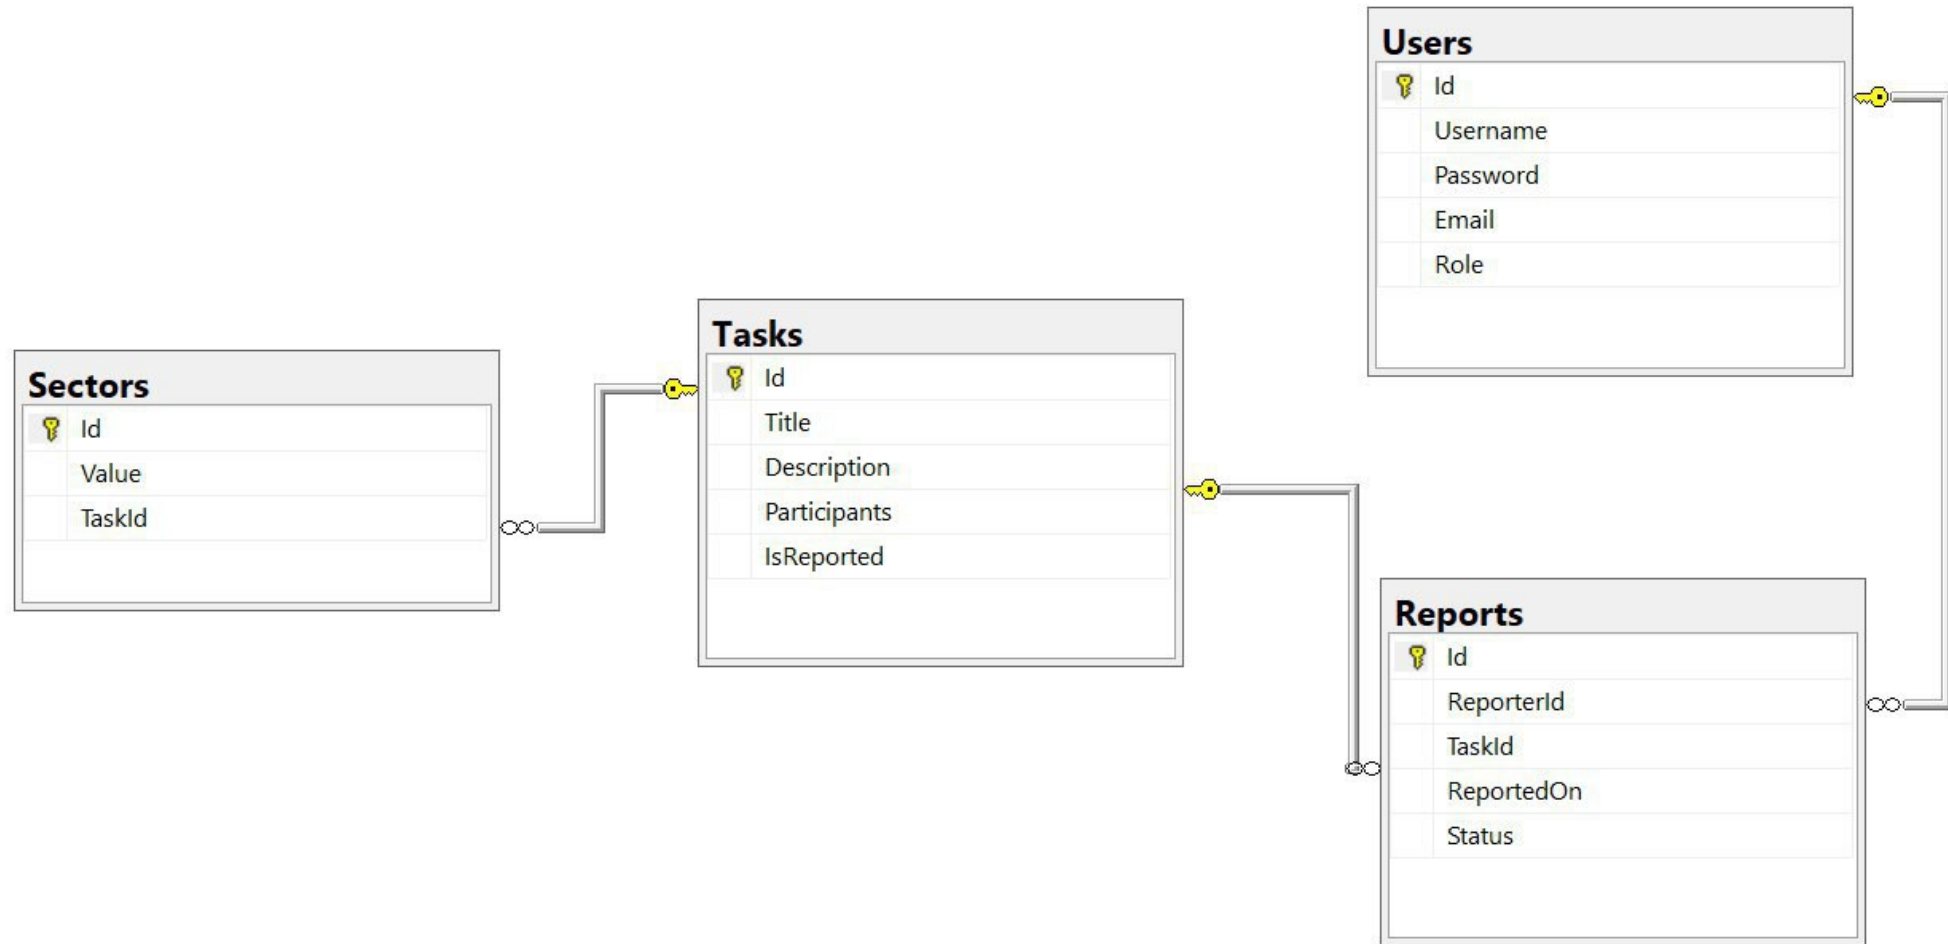 Users
Id
Username
Password
Email
Role
Tasks
Id
Title
Description
Participants
IsReported
Sectors
Id
Value
TaskId
Reports
Id
ReporterId
TaskId
ReportedOn
Status